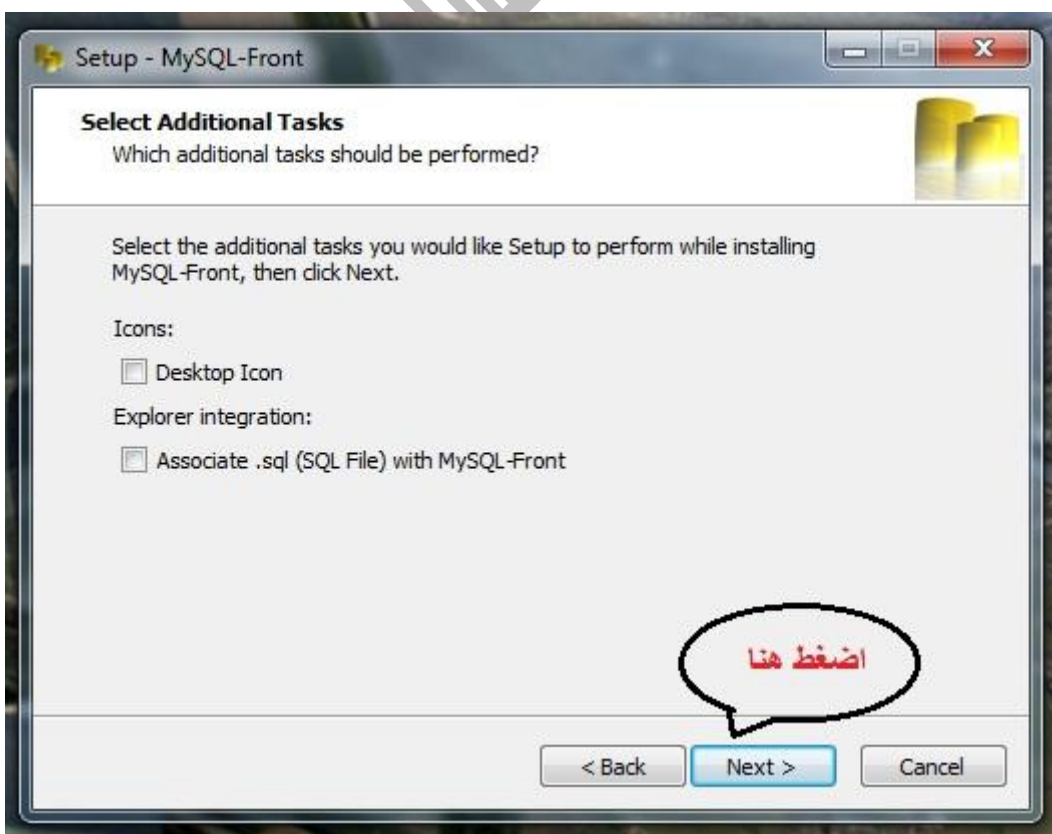 Setup - MySQL-Front
Select Additional Tasks
Which additional tasks should be performed?
Select the additional tasks you would like Setup to perform while installing
MySQL-Front, then click Next.
Icons:
Desktop Icon
Explorer integration:
Associate .sql (SQL File) with MySQL-Front
اضغط هنا
< Back Next > Cancel